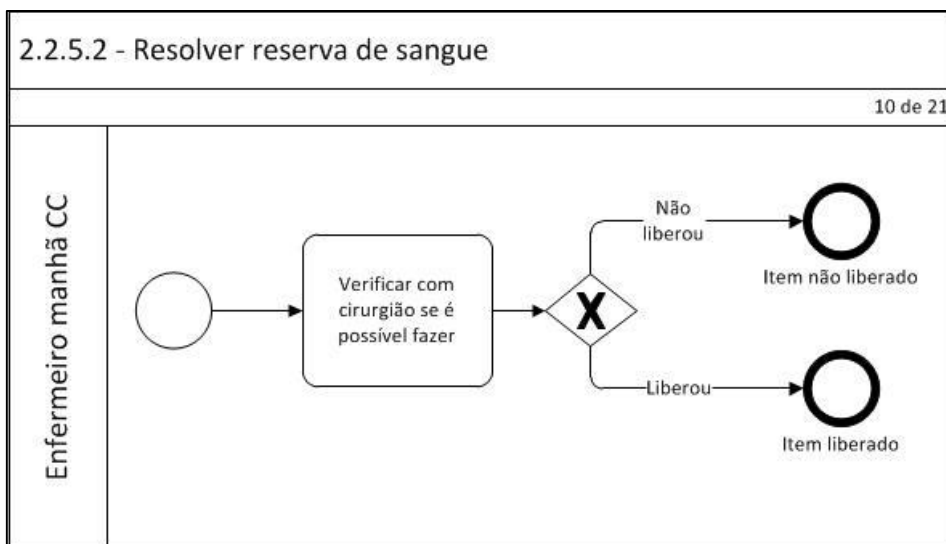 2.2.5.2 - Resolver reserva de sangue
10 de 21
Enfermeiro manhã CC
Verificar com
cirurgião se é
possível fazer
X
Não
liberou
Item não liberado
Liberou
Item liberado